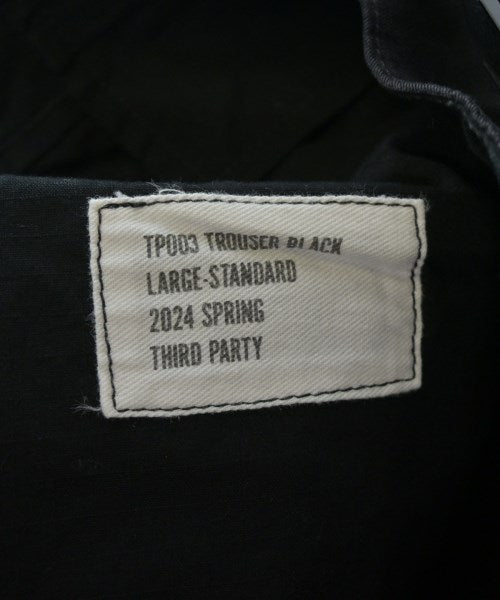 TP003 TROUSER BLACK
LARGE-STANDARD
2024 SPRING
THIRD PARTY